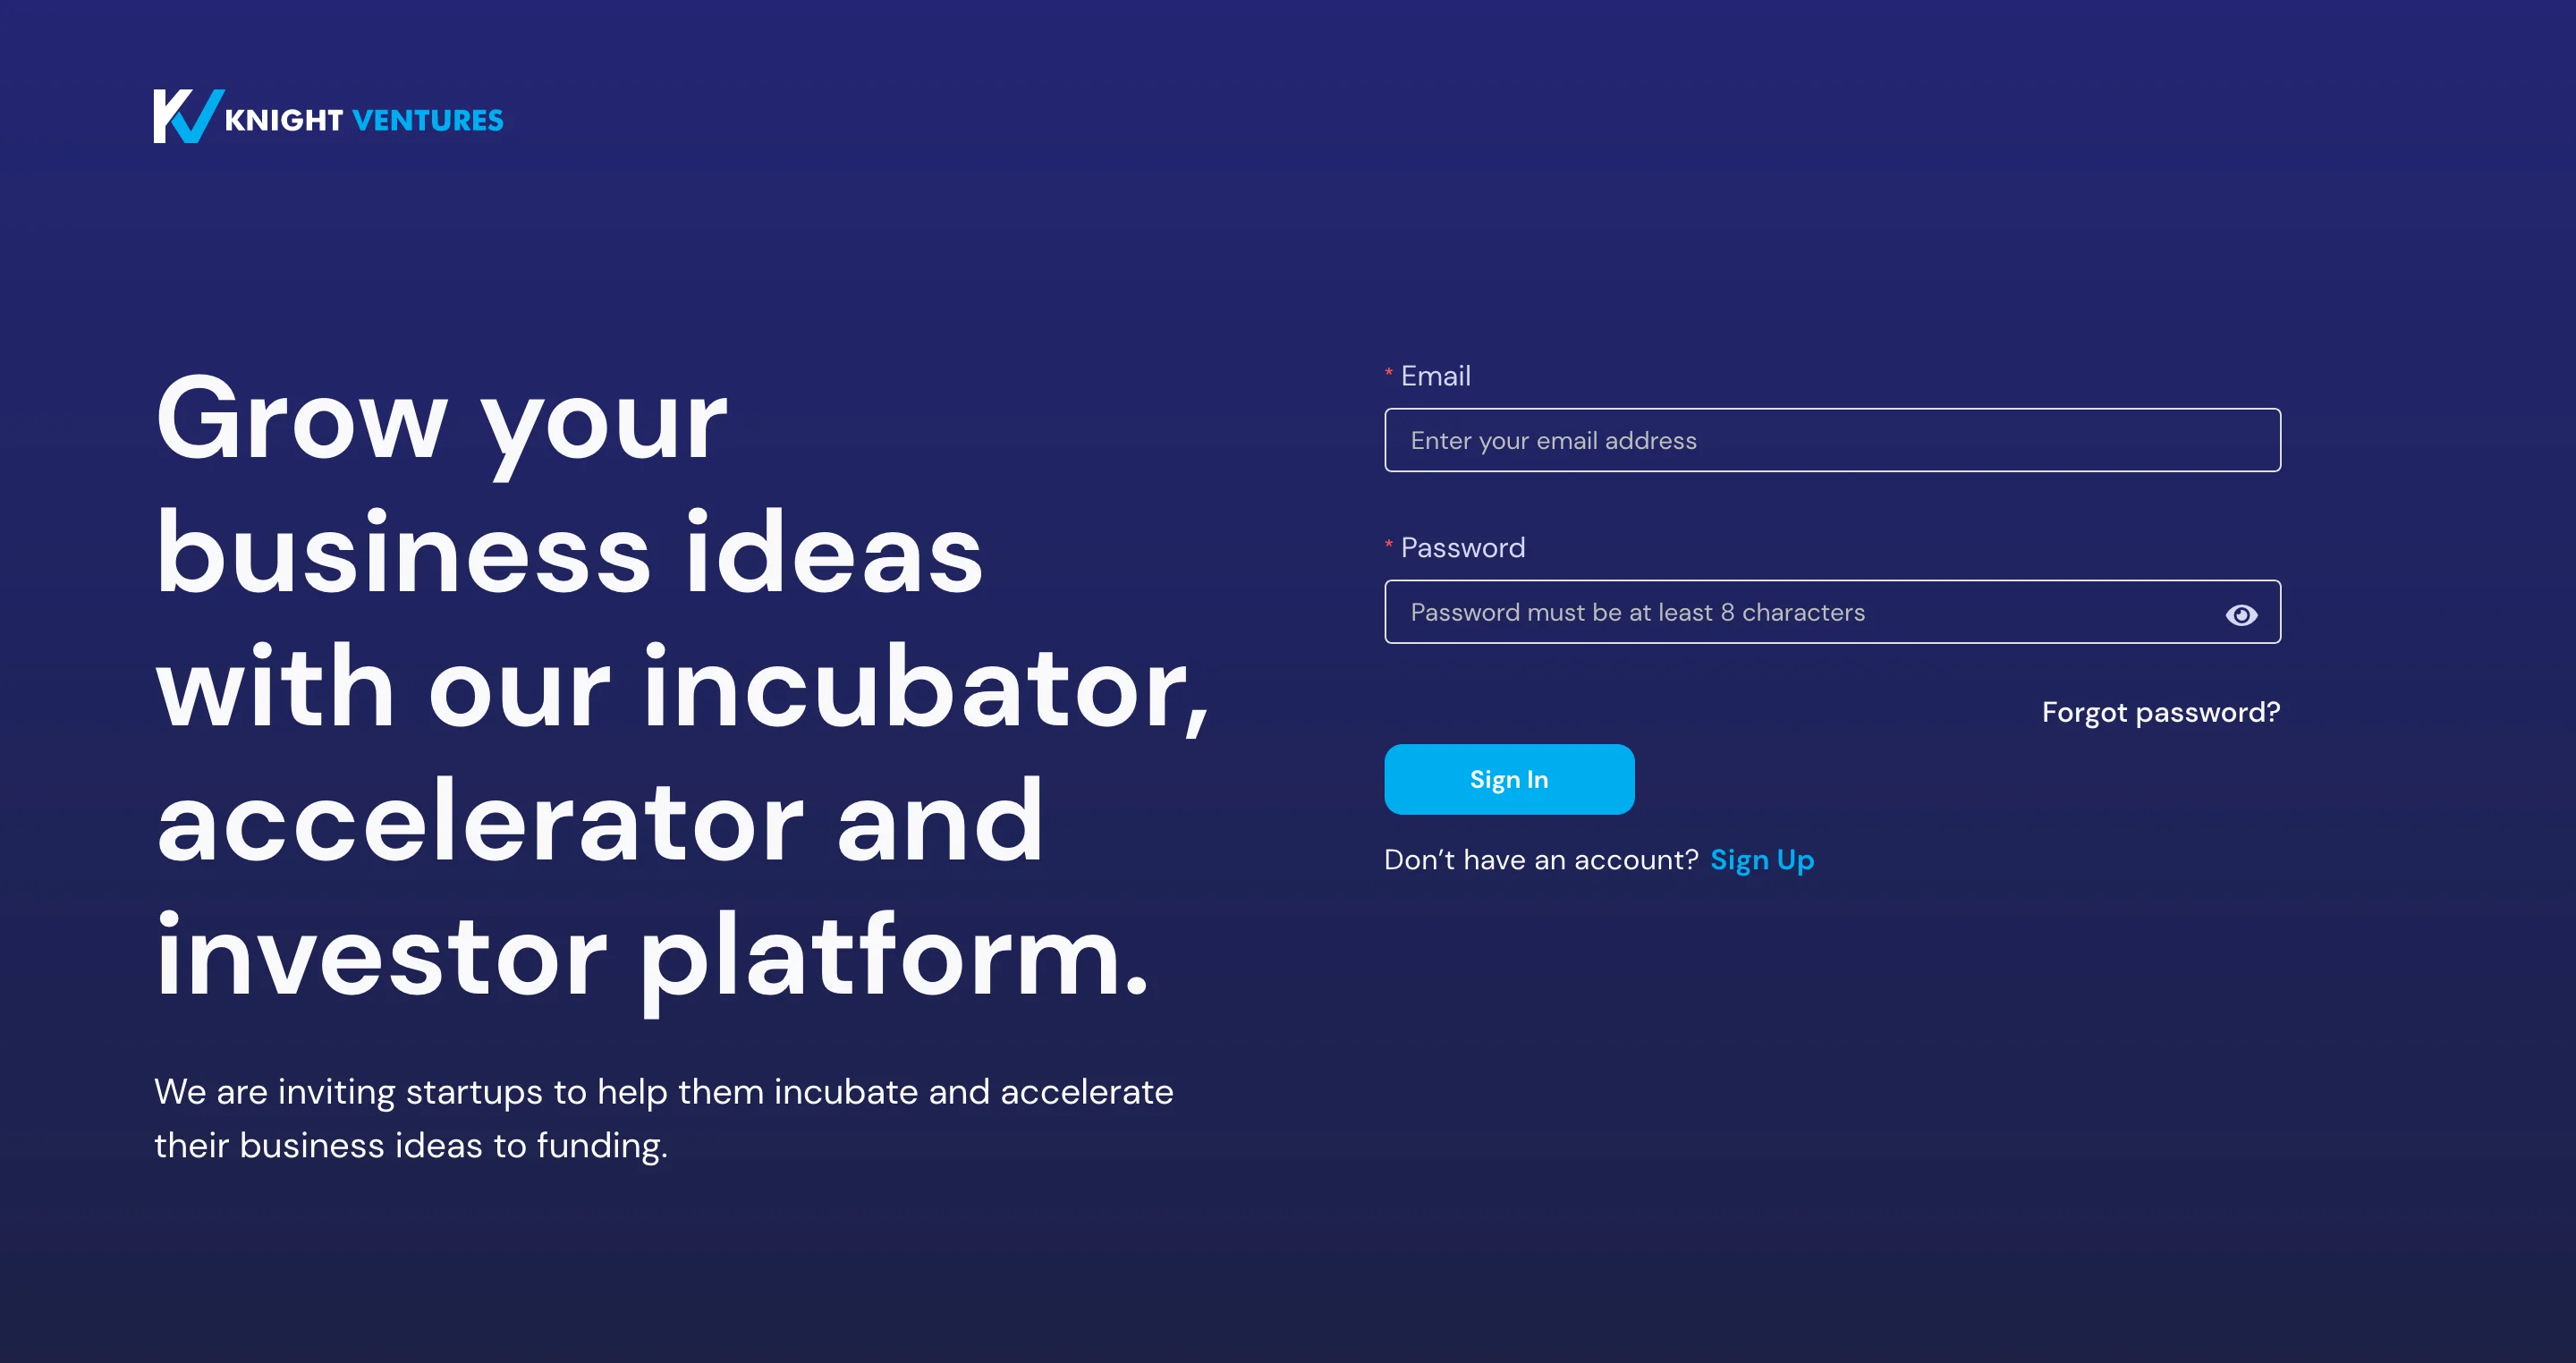 KNIGHT VENTURES
Grow your
business ideas
with our incubator,
accelerator and
investor platform.
We are inviting startups to help them incubate and accelerate
their business ideas to funding.
* Email
Enter your email address
* Password
Password must be at least 8 characters
Forgot password?
Sign In
Don’t have an account? Sign Up